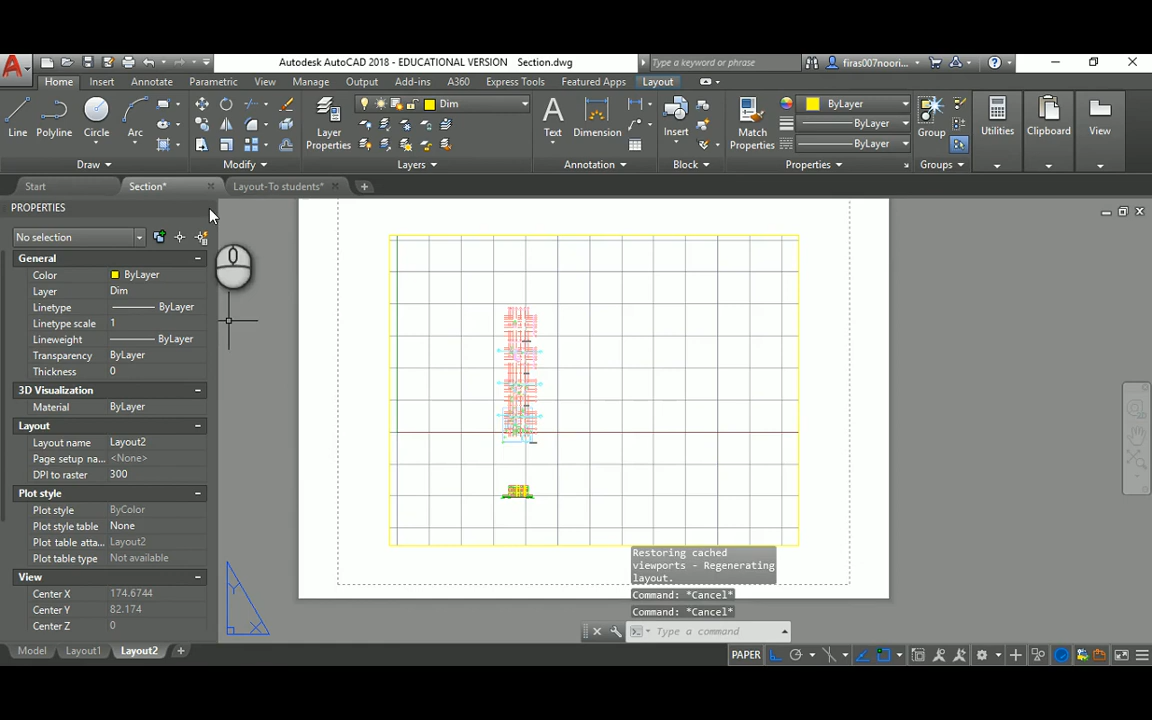 Autodesk AutoCAD 2018 - EDUCATIONAL VERSION Section.dwg
Type a keyword or phrase
firas007noori...
Home Insert Annotate Parametric View Manage Output Add-ins A360 Express Tools Featured Apps Layout
Dim
ByLayer
ByLayer
ByLayer
Line Polyline Circle Arc
Layer Properties
Text Dimension
Insert
Match Properties
Group
Utilities
Clipboard
View
Draw Modify Layers Annotation Block Properties Groups
Start Section* Layout-To students*
PROPERTIES
No selection
General
Color ByLayer
Layer Dim
Linetype ByLayer
Linetype scale 1
Lineweight ByLayer
Transparency ByLayer
Thickness 0
3D Visualization
Material ByLayer
Layout
Layout name Layout2
Page setup na... <None>
DPI to raster 300
Plot style
Plot style ByColor
Plot style table None
Plot table atta... Layout2
Plot table type Not available
View
Center X 174.6744
Center Y 82.174
Center Z 0
Restoring cached
viewports - Regenerating
layout.
Command: *Cancel*
Command: *Cancel*
Type a command
Y
X
Model Layout1 Layout2
PAPER